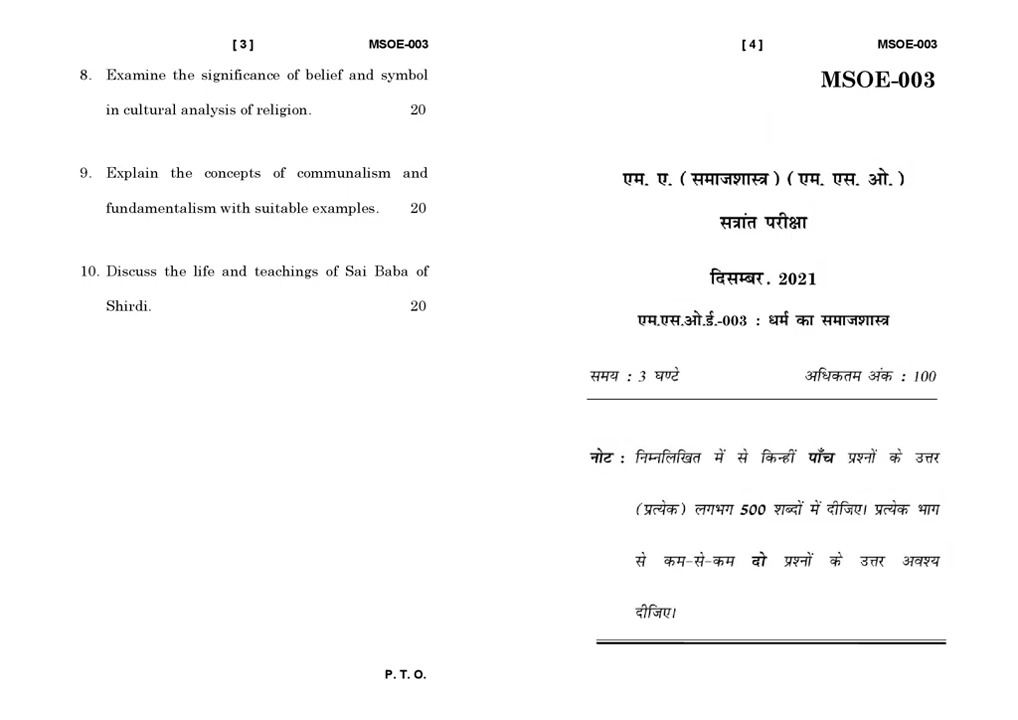 [ 3 ] MSOE-003
8. Examine the significance of belief and symbol
in cultural analysis of religion. 20
9. Explain the concepts of communalism and
fundamentalism with suitable examples. 20
10. Discuss the life and teachings of Sai Baba of
Shirdi. 20
P. T. O.
[ 4 ] MSOE-003
MSOE-003
एम. ए. ( समाजशास्त्र ) ( एम. एस. ओ. )
सत्रांत परीक्षा
दिसम्बर, 2021
एम.एस.ओ.ई.-003 : धर्म का समाजशास्त्र
समय : 3 घण्टे अधिकतम अंक : 100
नोट : निम्नलिखित में से किन्हीं पाँच प्रश्नों के उत्तर
(प्रत्येक) लगभग 500 शब्दों में दीजिए। प्रत्येक भाग
से कम-से-कम दो प्रश्नों के उत्तर अवश्य
दीजिए।